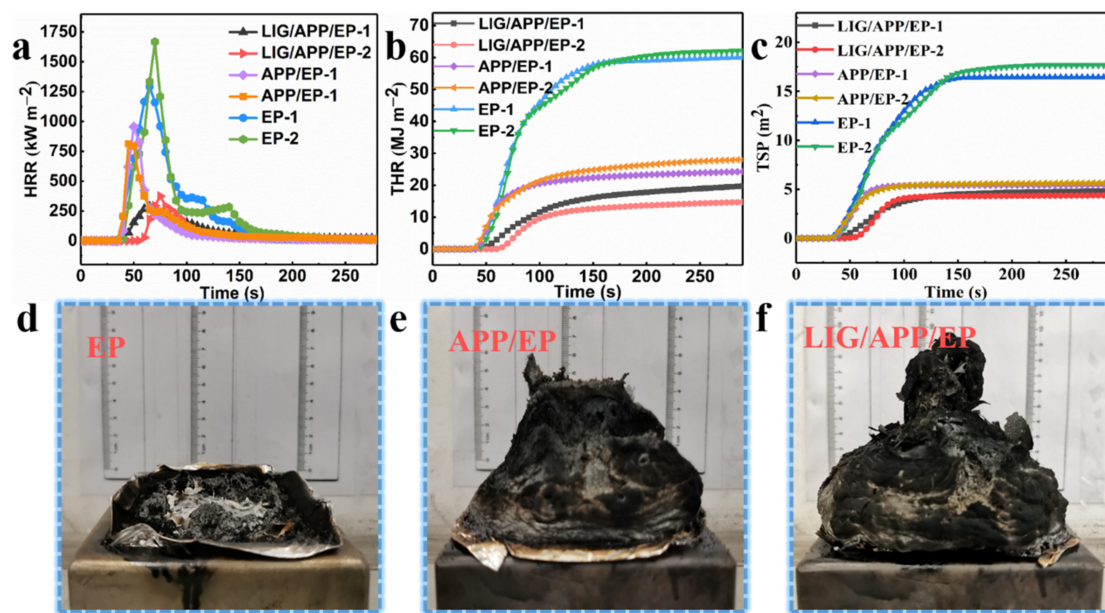 a
1750
1500
1250
1000
750
500
250
0
HRR (kW m⁻²)
0 50 100 150 200 250
Time (s)
LIG/APP/EP-1
LIG/APP/EP-2
APP/EP-1
APP/EP-1
EP-1
EP-2
b
70
60
50
40
30
20
10
0
THR (MJ m⁻²)
0 50 100 150 200 250
Time (s)
LIG/APP/EP-1
LIG/APP/EP-2
APP/EP-1
APP/EP-2
EP-1
EP-2
c
20
15
10
5
0
TSP (m²)
0 50 100 150 200 250
Time (s)
LIG/APP/EP-1
LIG/APP/EP-2
APP/EP-1
APP/EP-2
EP-1
EP-2
d
EP
e
APP/EP
f
LIG/APP/EP